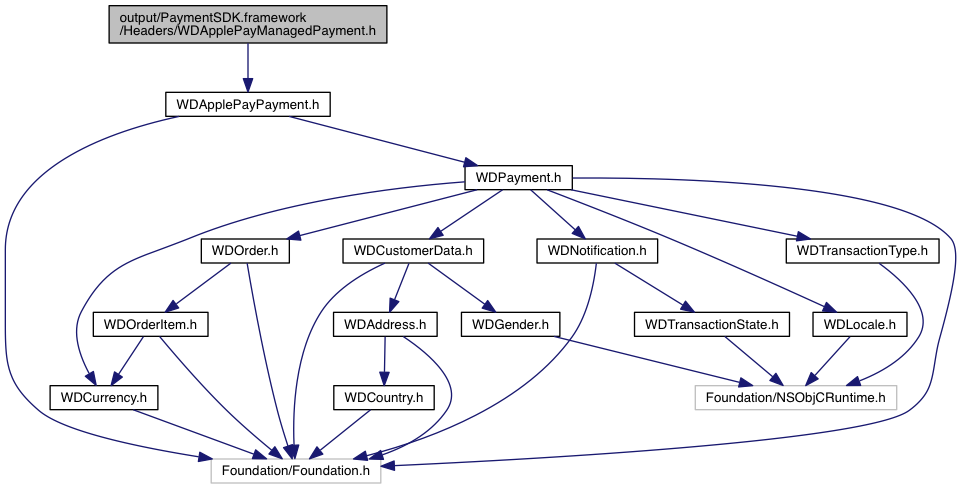 output/PaymentSDK.framework
/Headers/WDApplePayManagedPayment.h
WDApplePayPayment.h
WDPayment.h
WDOrder.h
WDCustomerData.h
WDNotification.h
WDTransactionType.h
WDOrderItem.h
WDAddress.h
WDGender.h
WDTransactionState.h
WDLocale.h
WDCurrency.h
WDCountry.h
Foundation/NSObjCRuntime.h
Foundation/Foundation.h